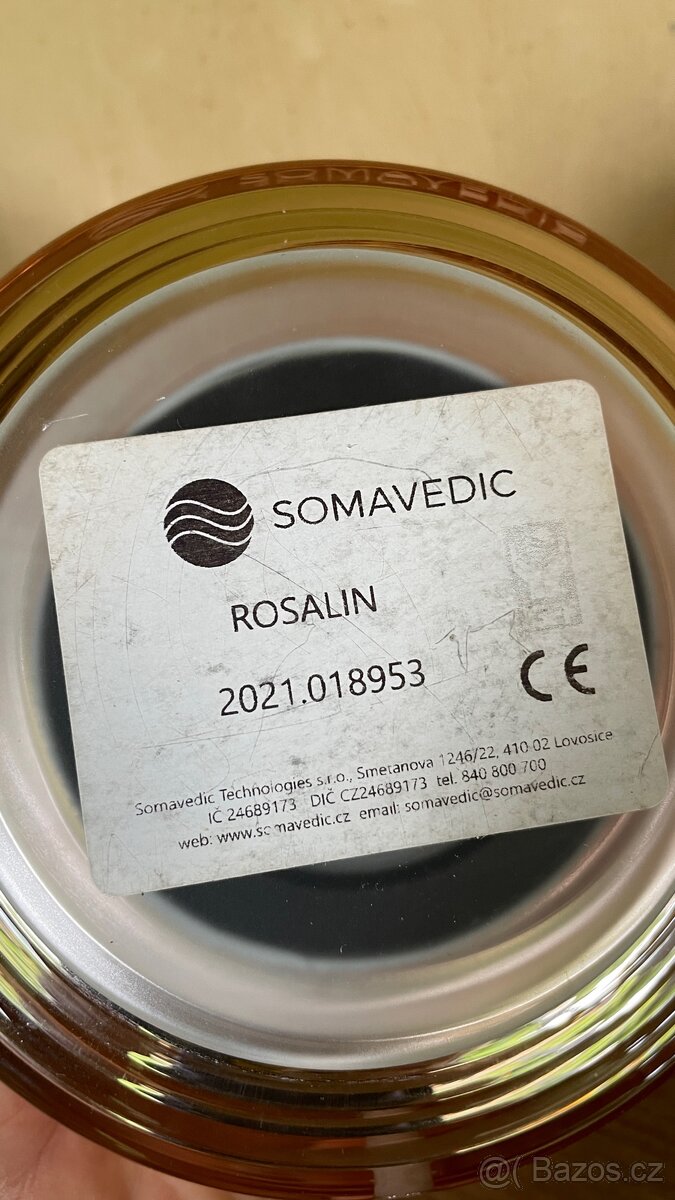 SOMAVEDIC
SOMAVEDIC
ROSALIN
2021.018953
CE
Somavedic Technologies s.r.o., Smetanova 1246/22, 410 02 Lovosice
IČ 24689173 DIČ CZ24689173 tel. 840 800 700
web: www.somavedic.cz email: somavedic@somavedic.cz
@( Bazos.cz